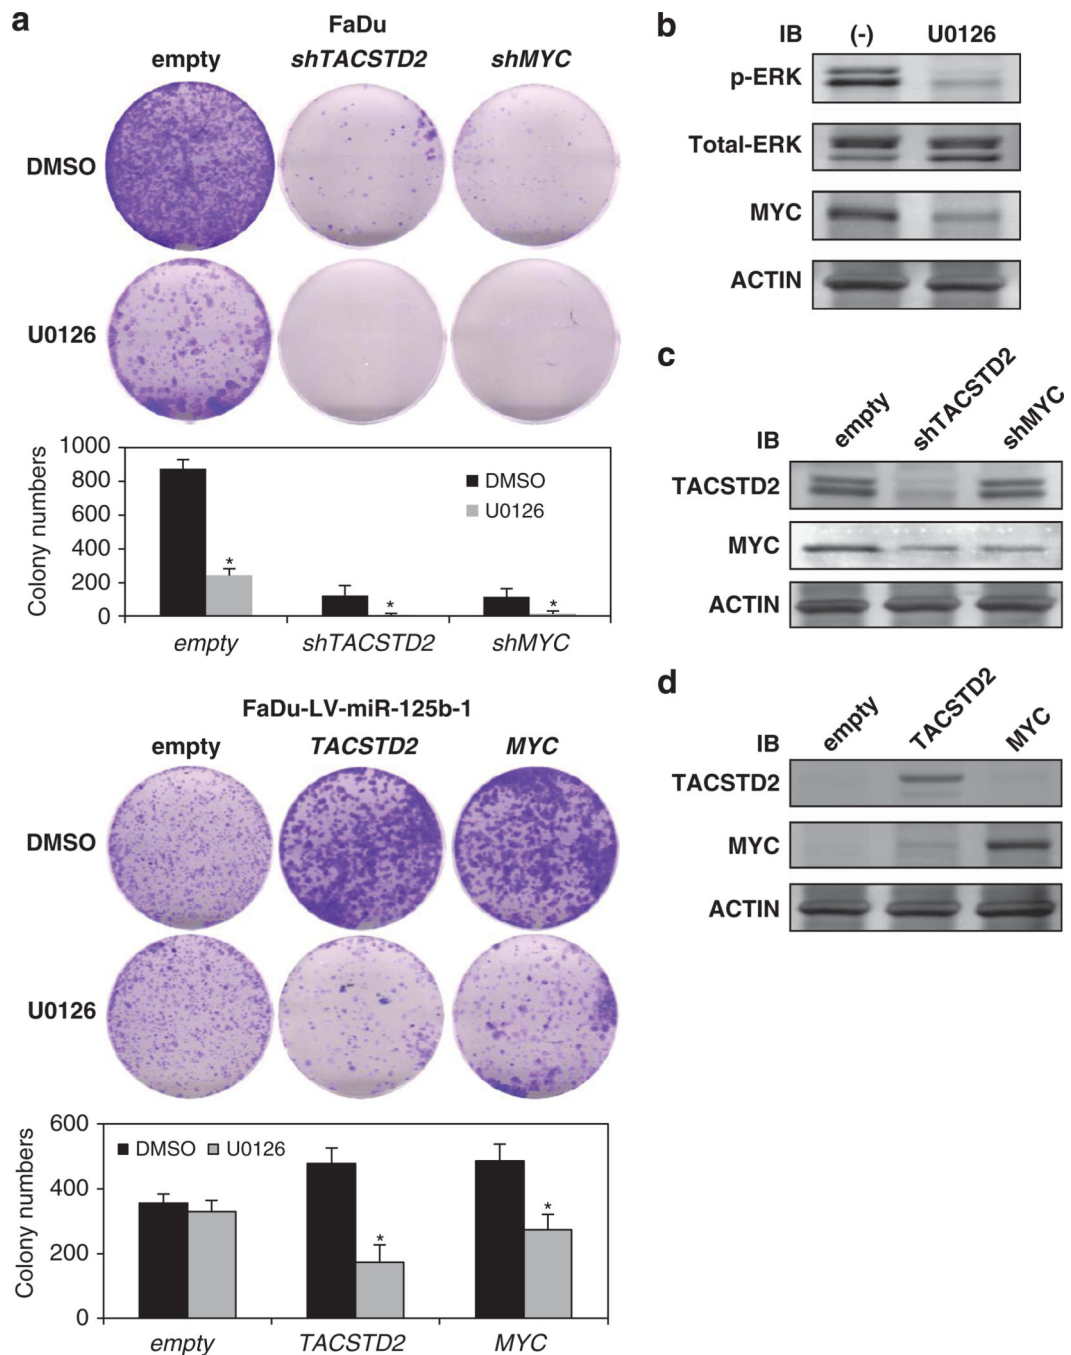 a
FaDu
empty shTACSTD2 shMYC
DMSO
U0126
1000
800
600
400
200
0
Colony numbers
DMSO
U0126
*
*
*
empty shTACSTD2 shMYC
FaDu-LV-miR-125b-1
empty TACSTD2 MYC
DMSO
U0126
600
400
200
0
Colony numbers
DMSO U0126
*
*
empty TACSTD2 MYC
b
IB (-) U0126
p-ERK
Total-ERK
MYC
ACTIN
c
IB empty shTACSTD2 shMYC
TACSTD2
MYC
ACTIN
d
IB empty TACSTD2 MYC
TACSTD2
MYC
ACTIN